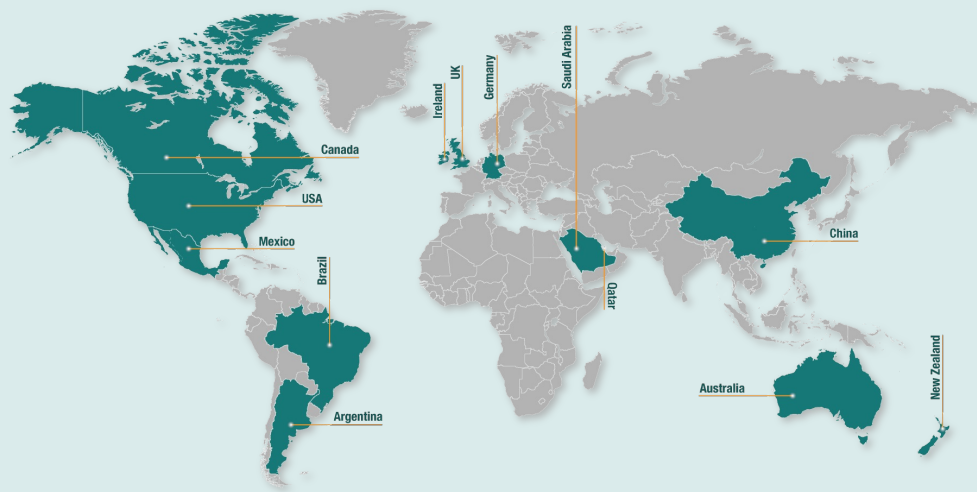 Canada
USA
Mexico
Brazil
Argentina
Ireland
UK
Germany
Saudi Arabia
Qatar
China
Australia
New Zealand